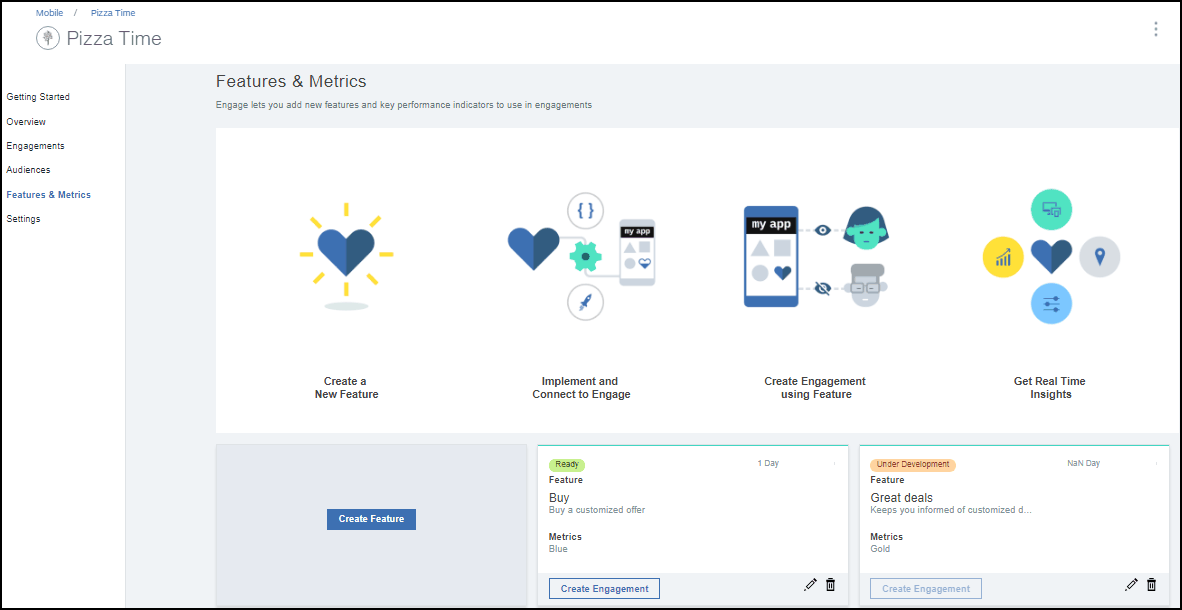 Mobile / Pizza Time
Pizza Time
Getting Started
Overview
Engagements
Audiences
Features & Metrics
Settings
Features & Metrics
Engage lets you add new features and key performance indicators to use in engagements
{ }
my app
my app
Create a
New Feature
Implement and
Connect to Engage
Create Engagement
using Feature
Get Real Time
Insights
Create Feature
Ready 1 Day
Feature
Buy
Buy a customized offer
Metrics
Blue
Create Engagement
Under Development NaN Day
Feature
Great deals
Keeps you informed of customized d...
Metrics
Gold
Create Engagement